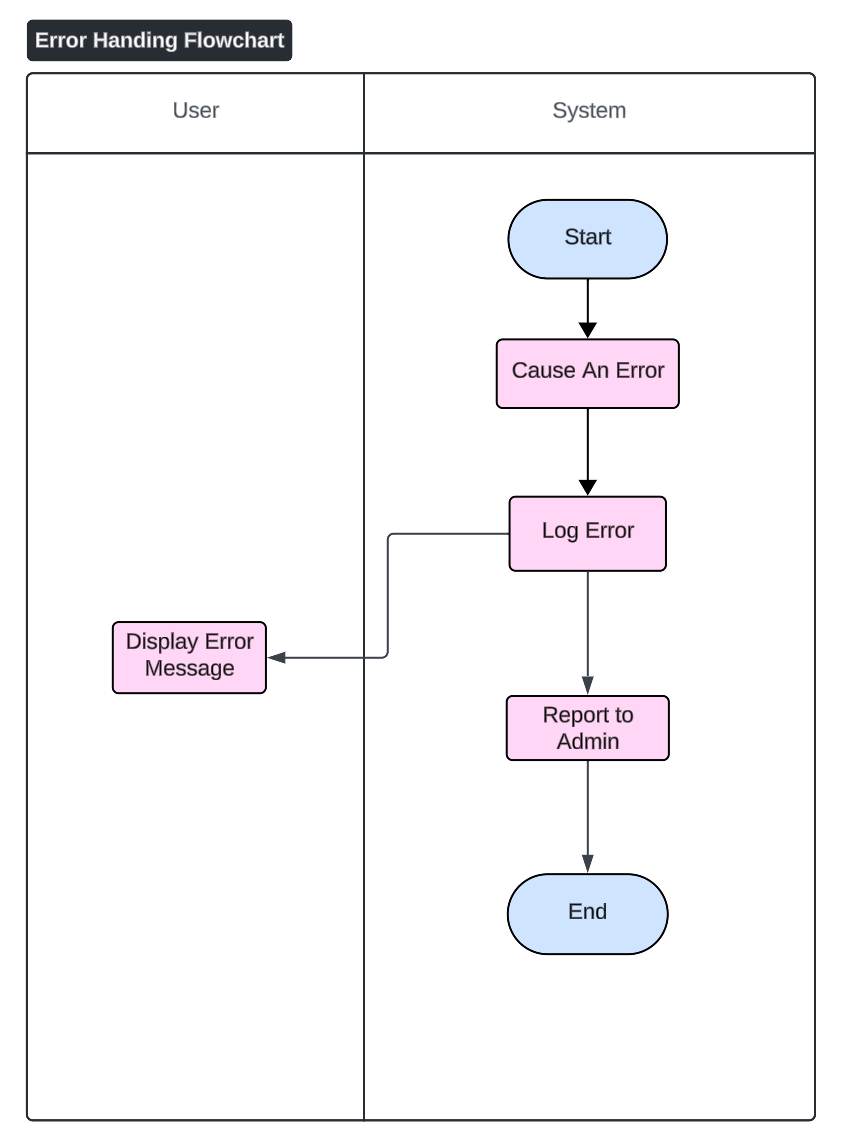 Error Handing Flowchart
User
System
Start
Cause An Error
Log Error
Display Error
Message
Report to
Admin
End